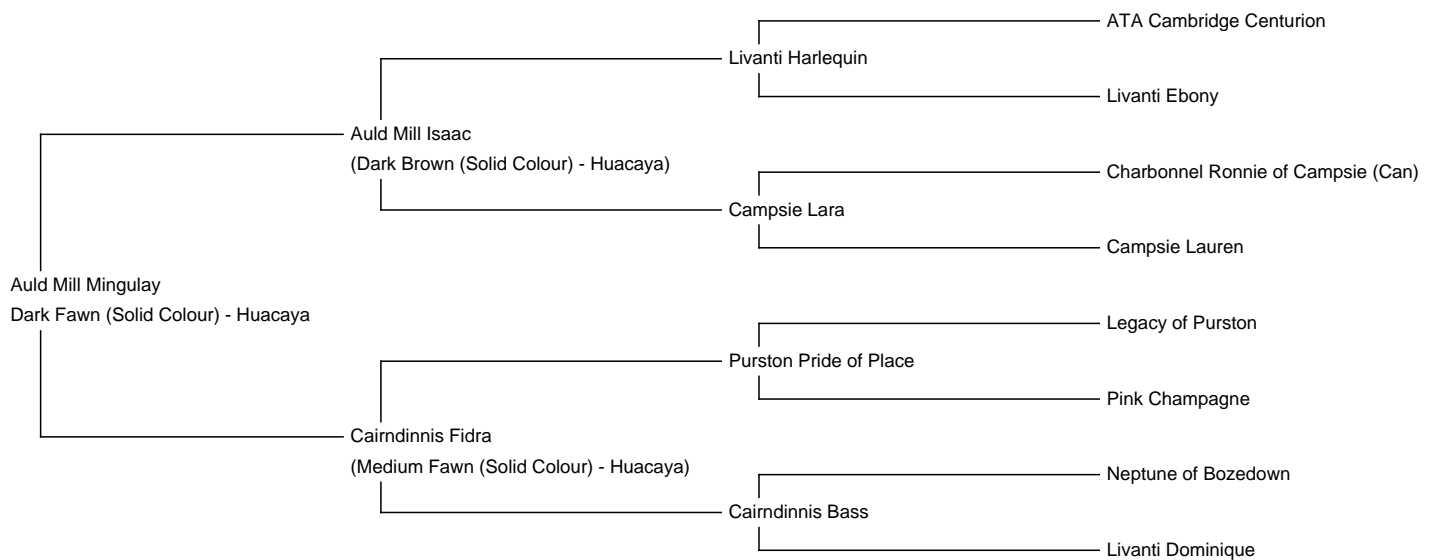 ATA Cambridge Centurion
Livanti Harlequin
Livanti Ebony
Auld Mill Isaac
(Dark Brown (Solid Colour) - Huacaya)
Charbonnel Ronnie of Campsie (Can)
Campsie Lara
Campsie Lauren
Auld Mill Mingulay
Dark Fawn (Solid Colour) - Huacaya
Legacy of Purston
Purston Pride of Place
Pink Champagne
Cairndinnis Fidra
(Medium Fawn (Solid Colour) - Huacaya)
Neptune of Bozedown
Cairndinnis Bass
Livanti Dominique